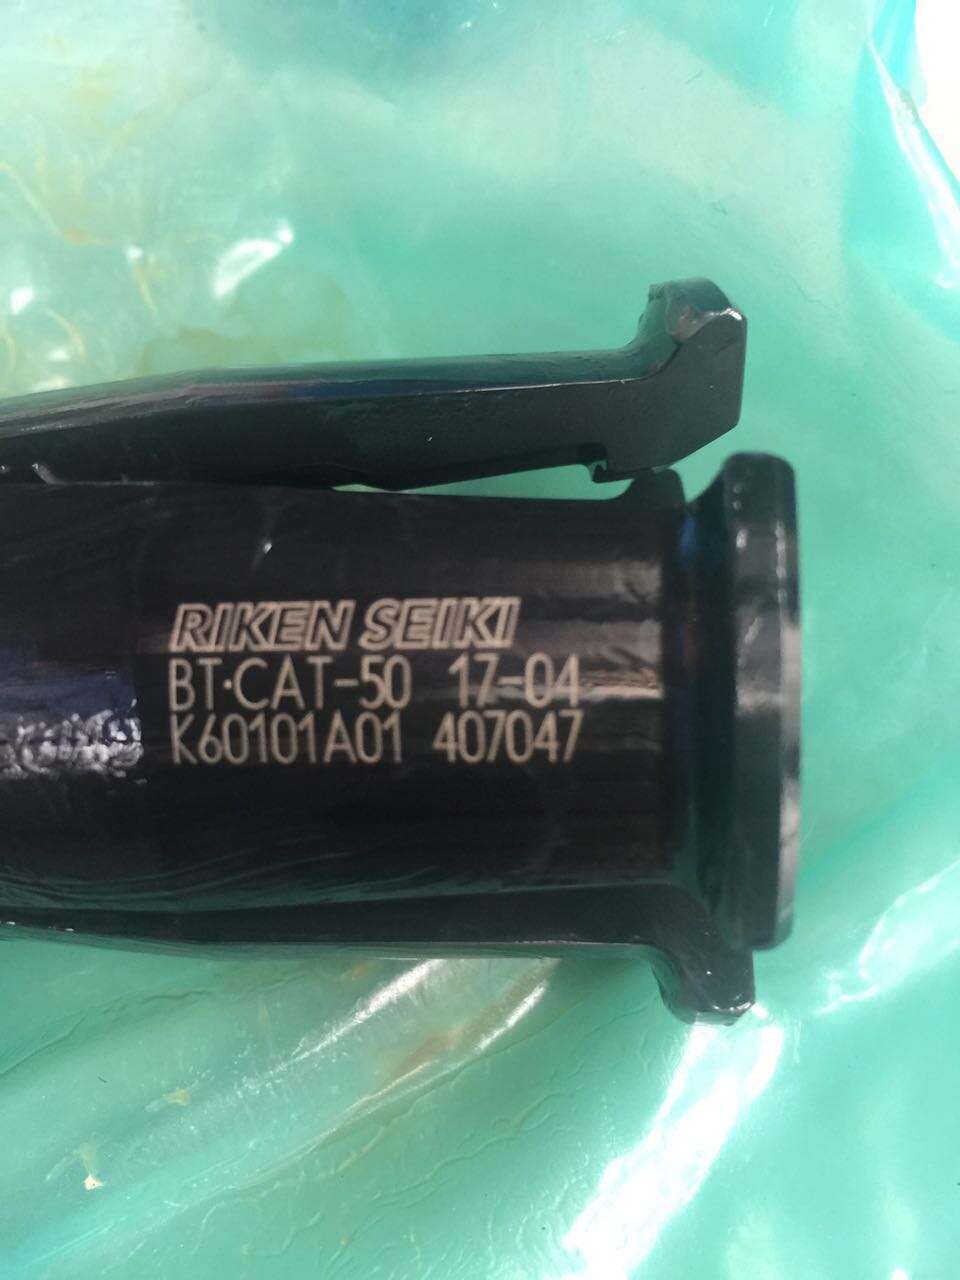 RIKEN SEIKI
BT·CAT-50 17-04
K60101A01 407047